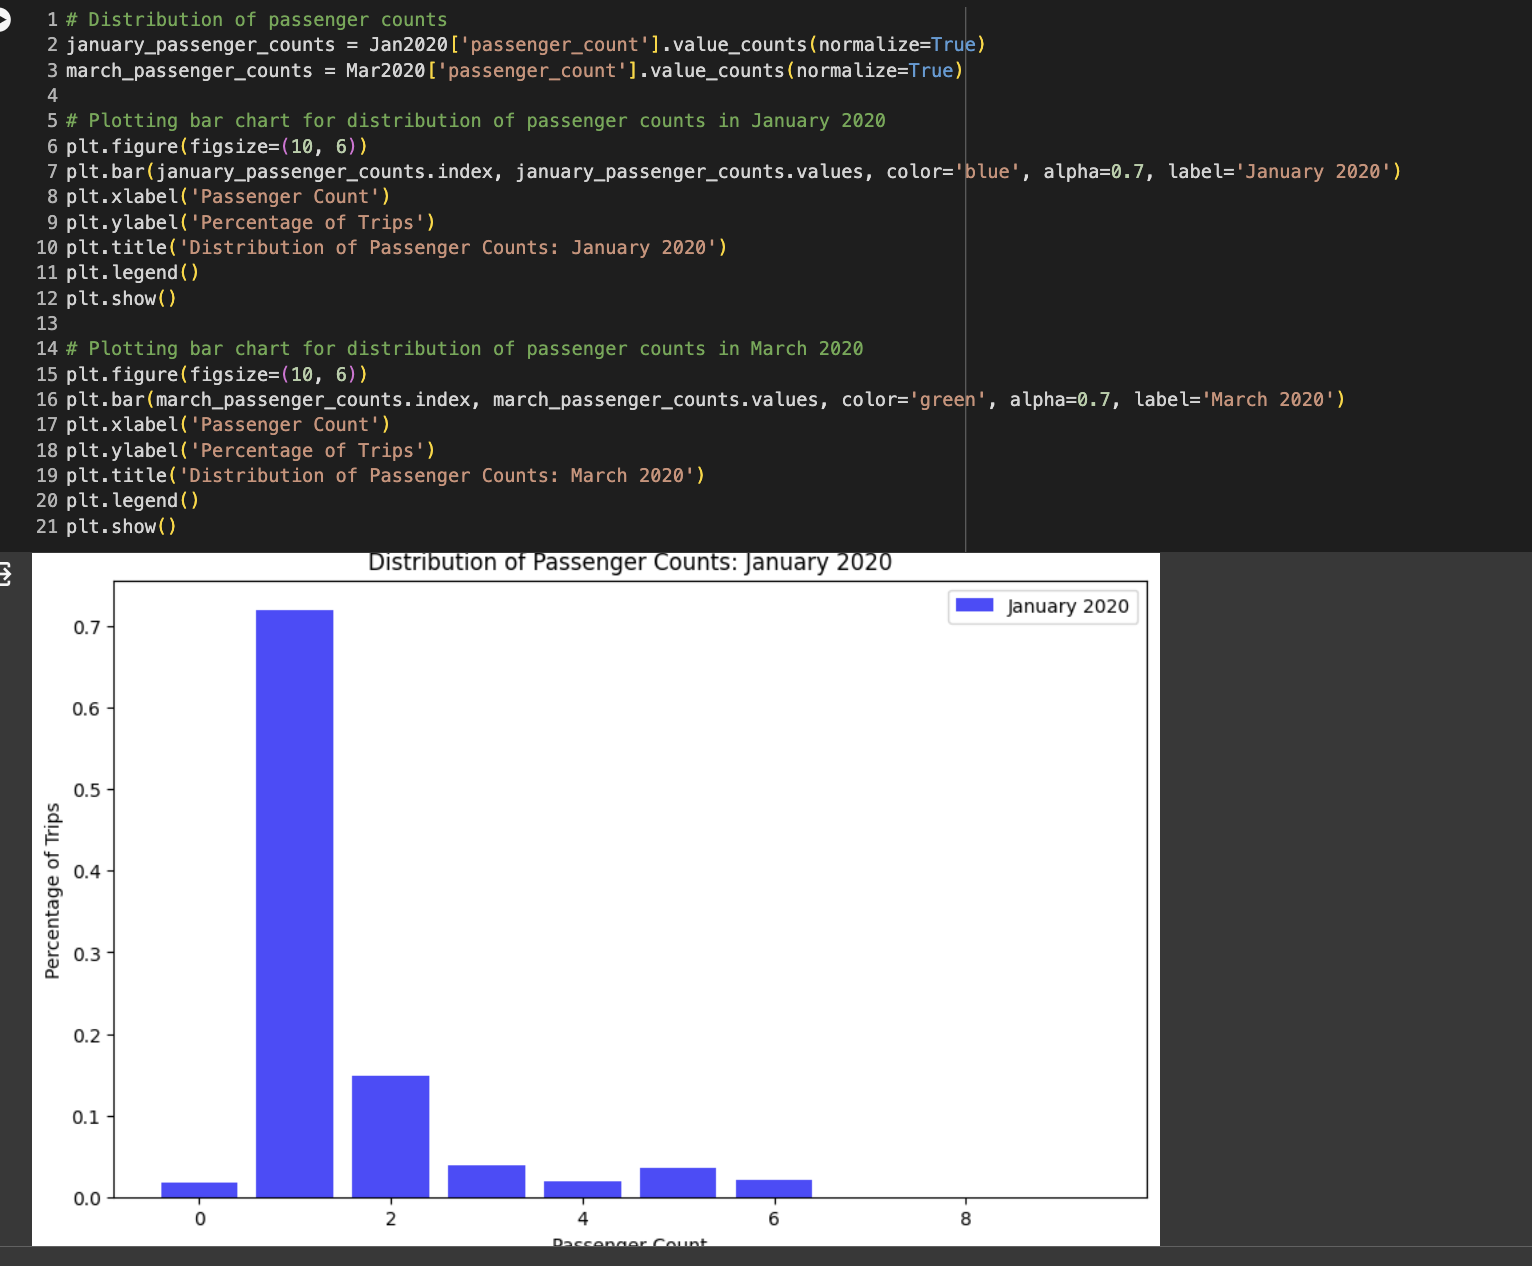 1 # Distribution of passenger counts
2 january_passenger_counts = Jan2020['passenger_count'].value_counts(normalize=True)
3 march_passenger_counts = Mar2020['passenger_count'].value_counts(normalize=True)
4
5 # Plotting bar chart for distribution of passenger counts in January 2020
6 plt.figure(figsize=(10, 6))
7 plt.bar(january_passenger_counts.index, january_passenger_counts.values, color='blue', alpha=0.7, label='January 2020')
8 plt.xlabel('Passenger Count')
9 plt.ylabel('Percentage of Trips')
10 plt.title('Distribution of Passenger Counts: January 2020')
11 plt.legend()
12 plt.show()
13
14 # Plotting bar chart for distribution of passenger counts in March 2020
15 plt.figure(figsize=(10, 6))
16 plt.bar(march_passenger_counts.index, march_passenger_counts.values, color='green', alpha=0.7, label='March 2020')
17 plt.xlabel('Passenger Count')
18 plt.ylabel('Percentage of Trips')
19 plt.title('Distribution of Passenger Counts: March 2020')
20 plt.legend()
21 plt.show()
Distribution of Passenger Counts: January 2020
January 2020
0.7
0.6
0.5
0.4
0.3
0.2
0.1
0.0
Percentage of Trips
0 2 4 6 8
Passenger Count